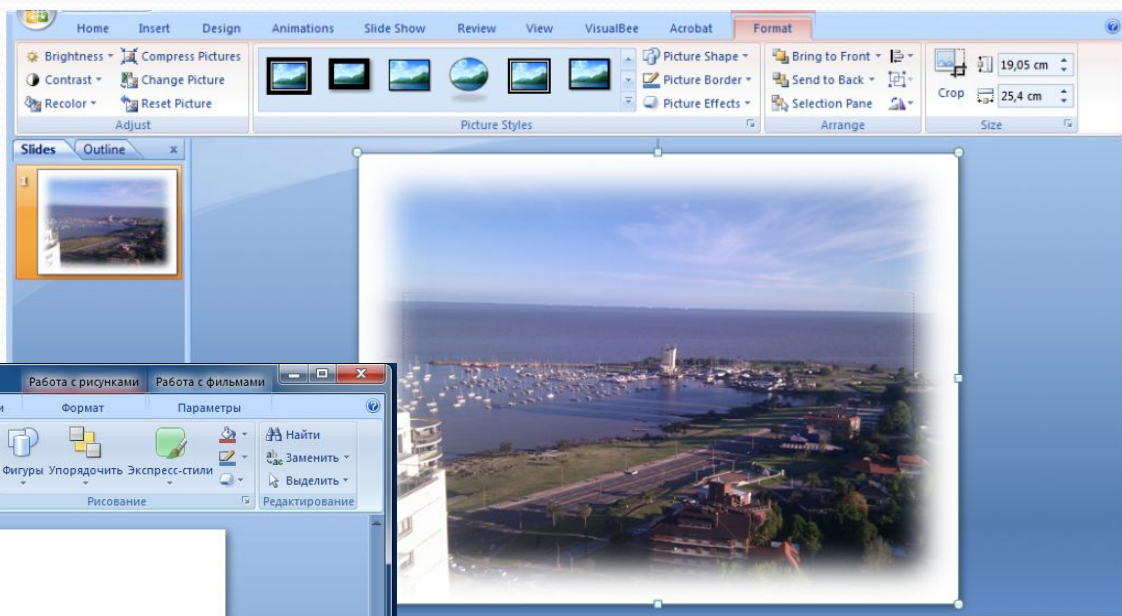 Home Insert Design Animations Slide Show Review View VisualBee Acrobat Format
Brightness Compress Pictures
Contrast Change Picture
Recolor Reset Picture
Adjust
Picture Shape
Picture Border
Picture Effects
Picture Styles
Bring to Front
Send to Back
Selection Pane
Arrange
Crop
19,05 cm
25,4 cm
Size
Slides Outline x
1
Работа с рисунками Работа с фильмами
Формат Параметры
Фигуры Упорядочить Экспресс-стили
Рисование
Найти
Заменить
Выделить
Редактирование